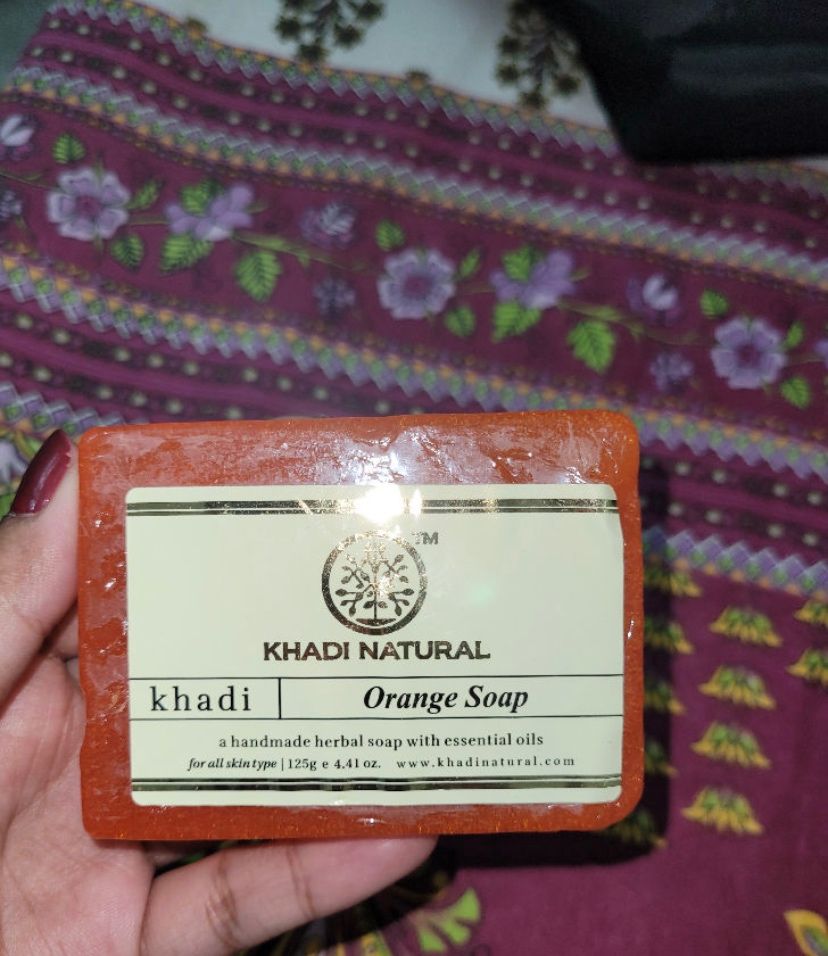 TM
KHADI NATURAL
khadi Orange Soap
a handmade herbal soap with essential oils
for all skin type | 125g e 4.41 oz. www.khadinatural.com